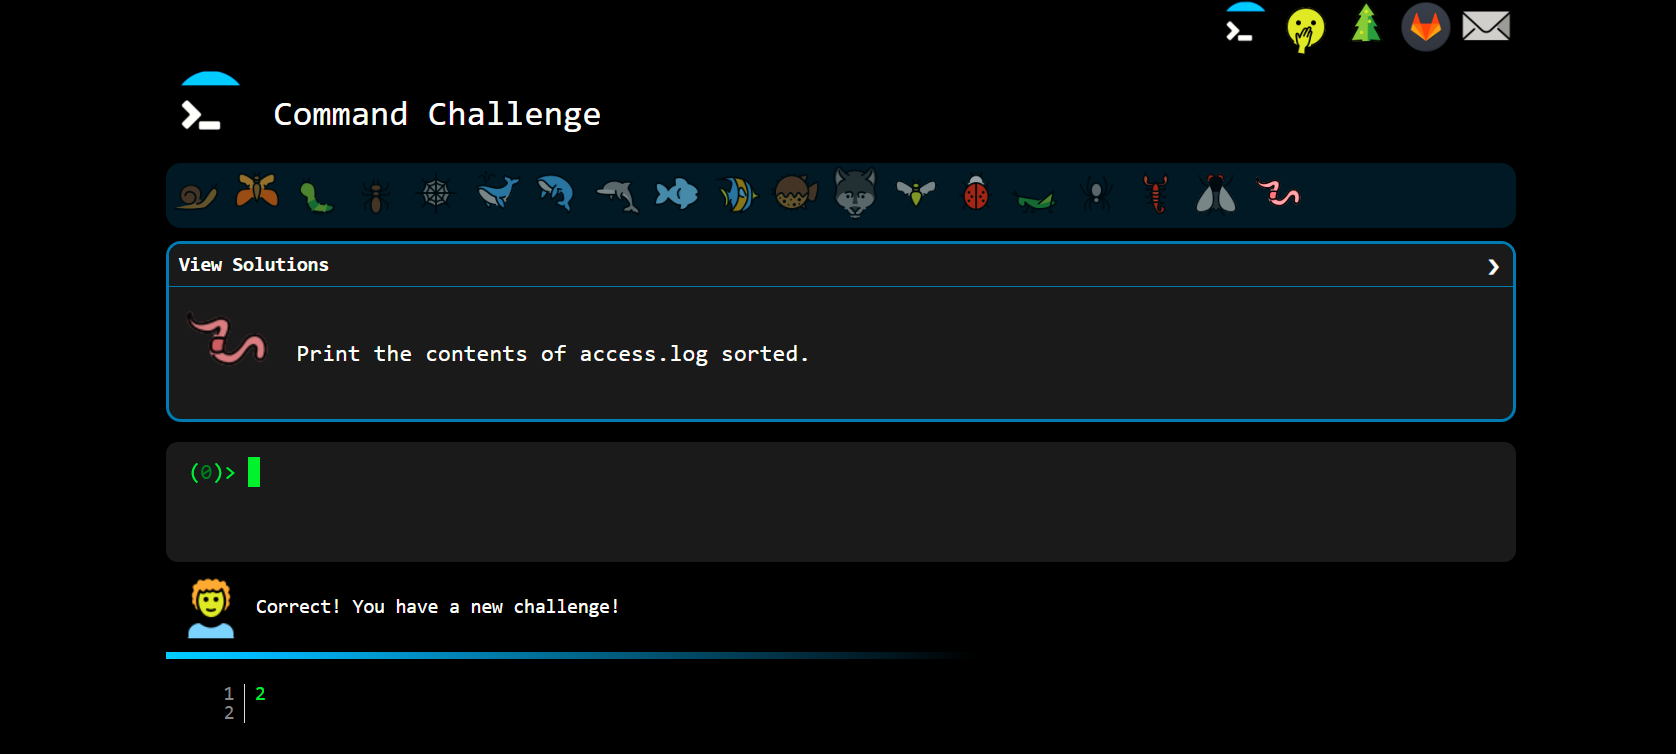 Command Challenge
View Solutions
Print the contents of access.log sorted.
(0)>
Correct! You have a new challenge!
1 2
2